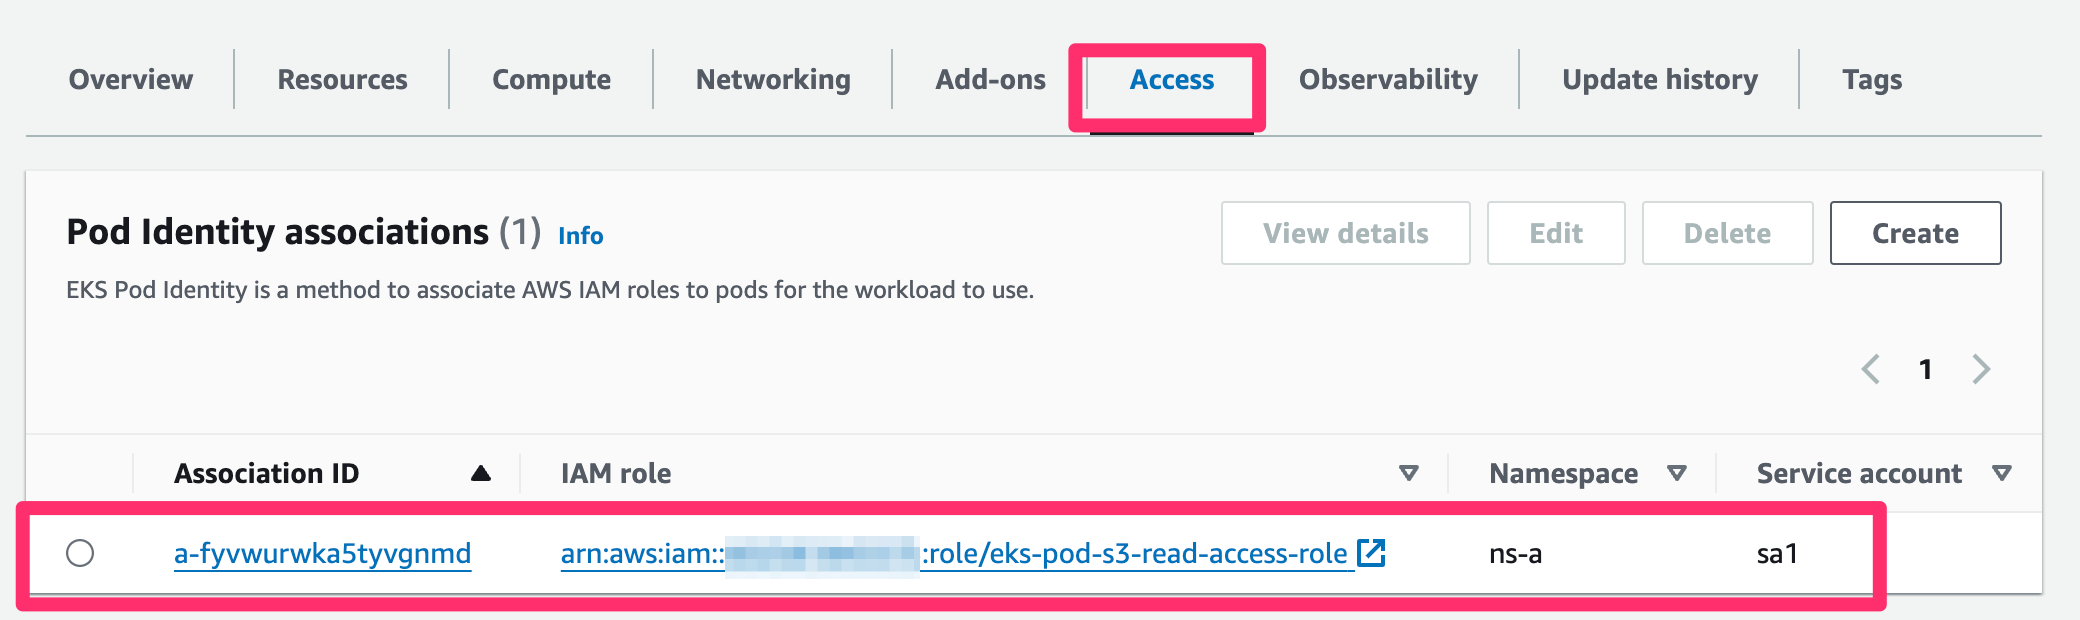 Overview Resources Compute Networking Add-ons Access Observability Update history Tags
Pod Identity associations (1) Info View details Edit Delete Create
EKS Pod Identity is a method to associate AWS IAM roles to pods for the workload to use.
1
Association ID IAM role Namespace Service account
a-fyvwurwka5tyvgnmd arn:aws:iam:: :role/eks-pod-s3-read-access-role ns-a sa1